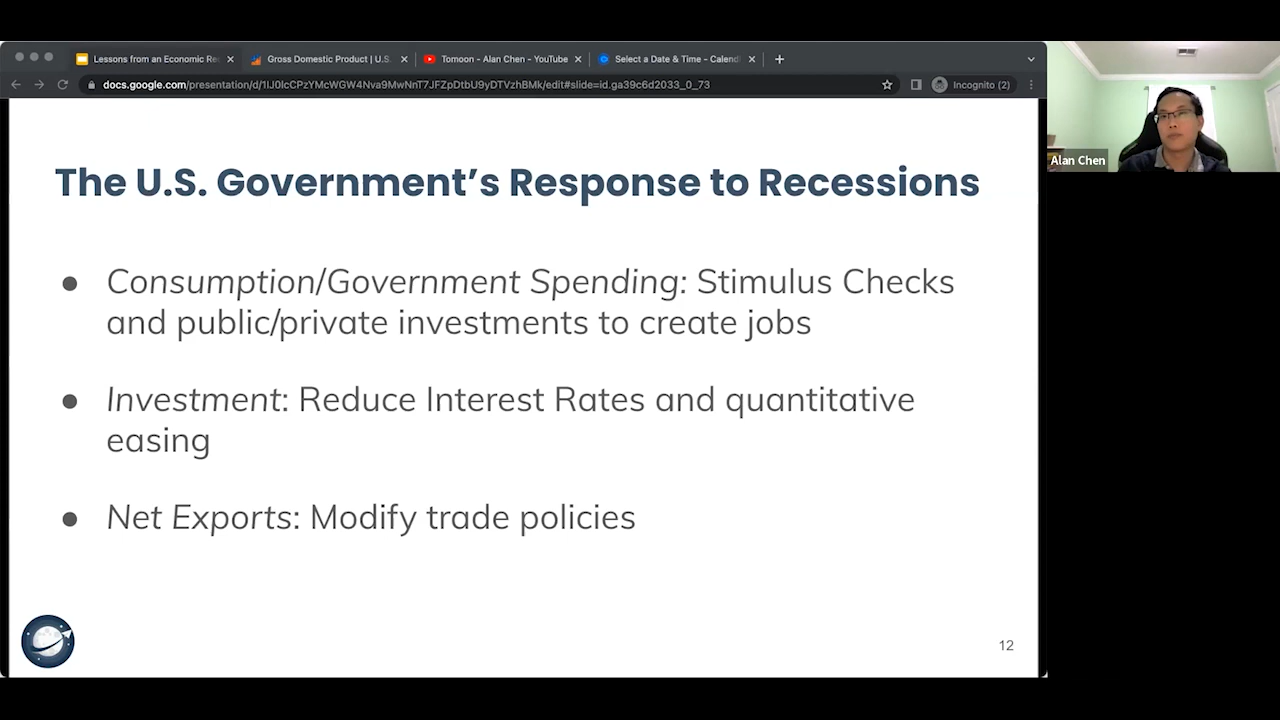 Lessons from an Economic Re
Gross Domestic Product | U.S.
Tomoon - Alan Chen - YouTube
Select a Date & Time - Calendl
docs.google.com/presentation/d/1lJ0lcCPzYMcWGW4Nva9MwNnT7JFZpDtbU9yDTVzhBMk/edit#slide=id.ga39c6d2033_0_73
Incognito (2)
Alan Chen
The U.S. Government’s Response to Recessions
● Consumption/Government Spending: Stimulus Checks
and public/private investments to create jobs
● Investment: Reduce Interest Rates and quantitative
easing
● Net Exports: Modify trade policies
12